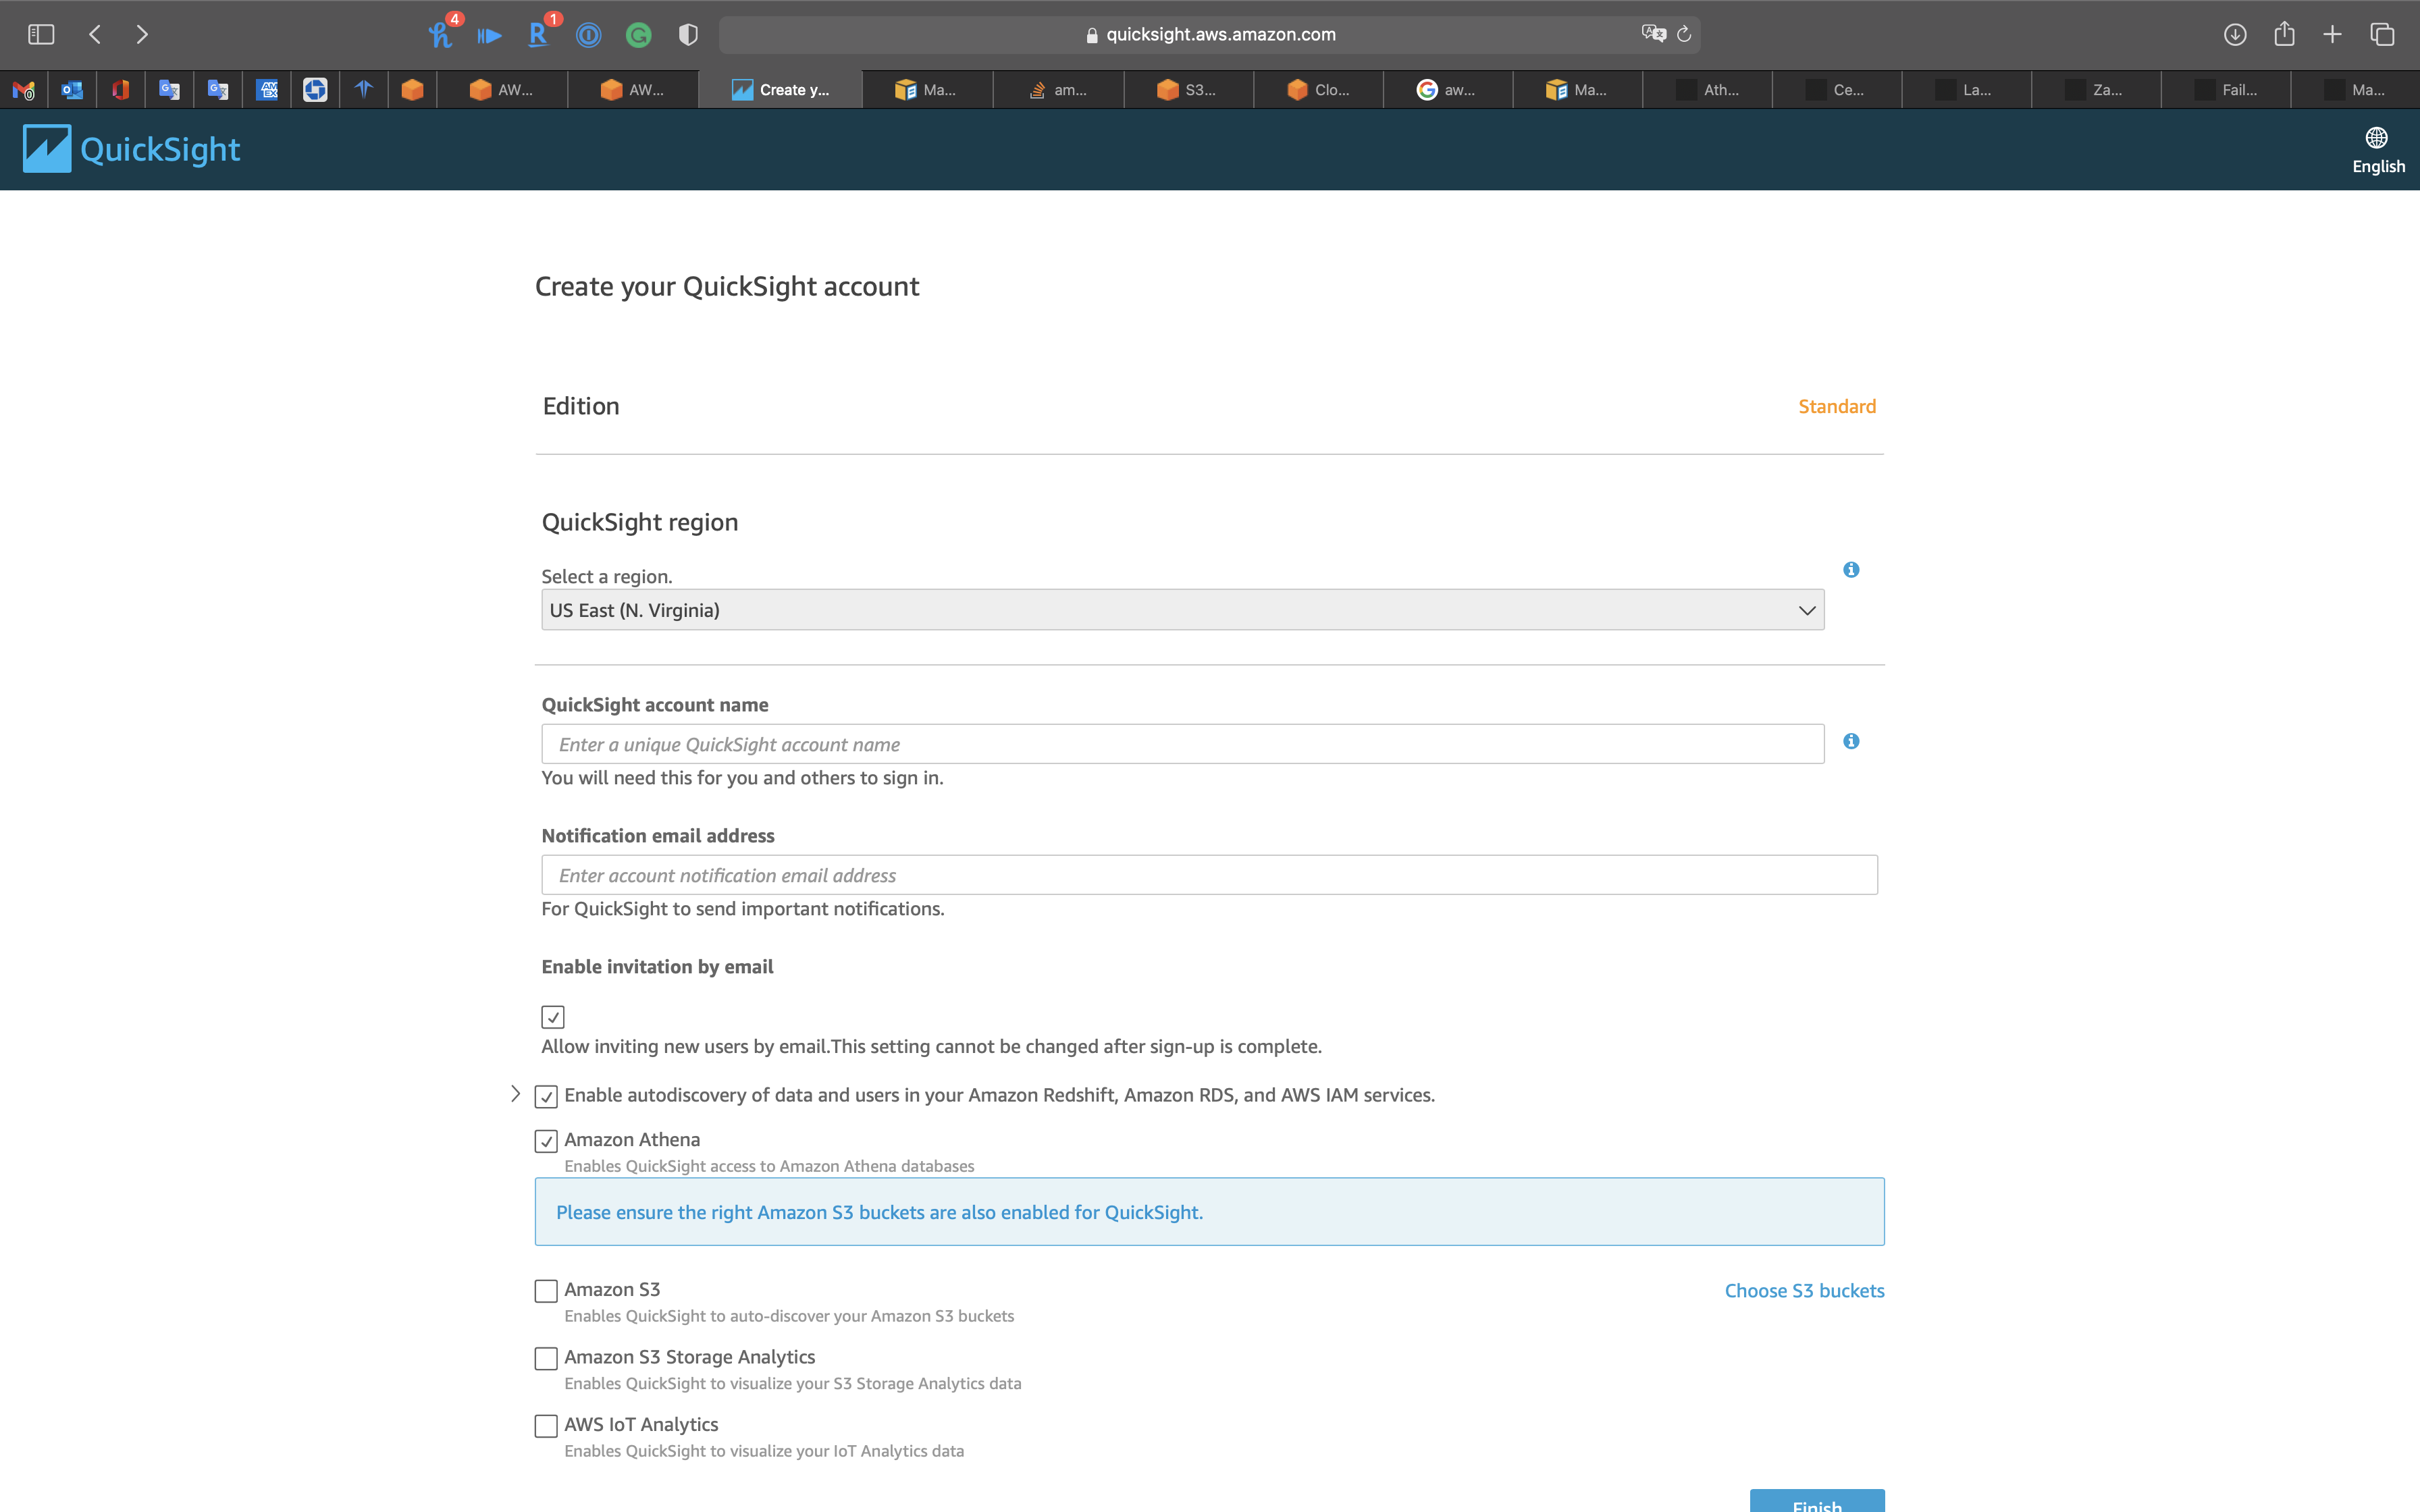 4
1
quicksight.aws.amazon.com
AW...
AW...
Create y...
Ma...
am...
S3...
Clo...
aw...
Ma...
Ath...
Ce...
La...
Za...
Fail...
Ma...
QuickSight
English
Create your QuickSight account
Edition
Standard
QuickSight region
Select a region.
US East (N. Virginia)
QuickSight account name
Enter a unique QuickSight account name
You will need this for you and others to sign in.
Notification email address
Enter account notification email address
For QuickSight to send important notifications.
Enable invitation by email
Allow inviting new users by email.This setting cannot be changed after sign-up is complete.
Enable autodiscovery of data and users in your Amazon Redshift, Amazon RDS, and AWS IAM services.
Amazon Athena
Enables QuickSight access to Amazon Athena databases
Please ensure the right Amazon S3 buckets are also enabled for QuickSight.
Amazon S3
Choose S3 buckets
Enables QuickSight to auto-discover your Amazon S3 buckets
Amazon S3 Storage Analytics
Enables QuickSight to visualize your S3 Storage Analytics data
AWS IoT Analytics
Enables QuickSight to visualize your IoT Analytics data
Finish